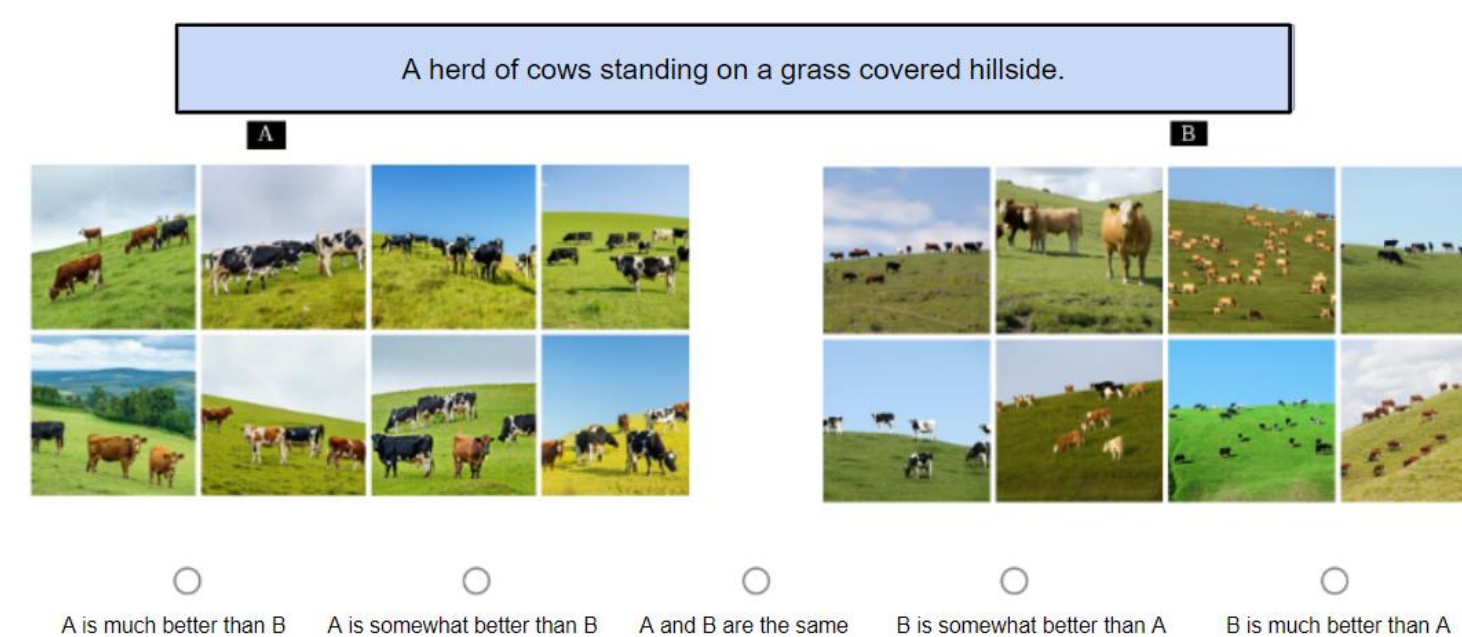 A herd of cows standing on a grass covered hillside.
A
B
A is much better than B
A is somewhat better than B
A and B are the same
B is somewhat better than A
B is much better than A